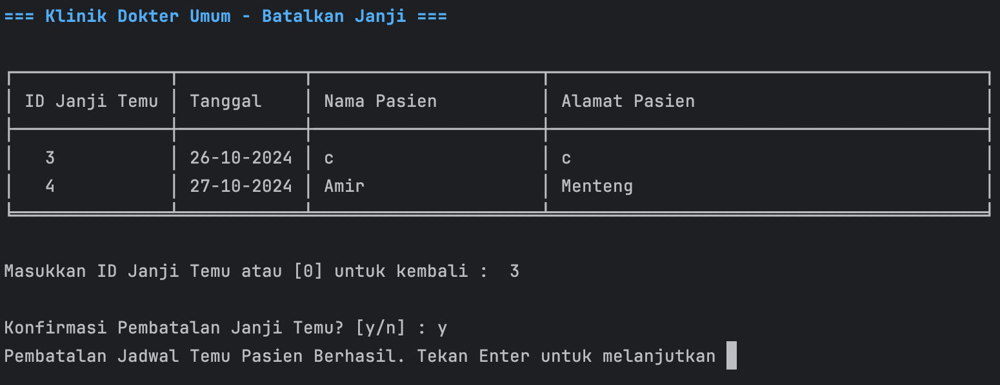 === Klinik Dokter Umum - Batalkan Janji ===
ID Janji Temu Tanggal Nama Pasien Alamat Pasien
3 26-10-2024 c c
4 27-10-2024 Amir Menteng
Masukkan ID Janji Temu atau [0] untuk kembali : 3
Konfirmasi Pembatalan Janji Temu? [y/n] : y
Pembatalan Jadwal Temu Pasien Berhasil. Tekan Enter untuk melanjutkan